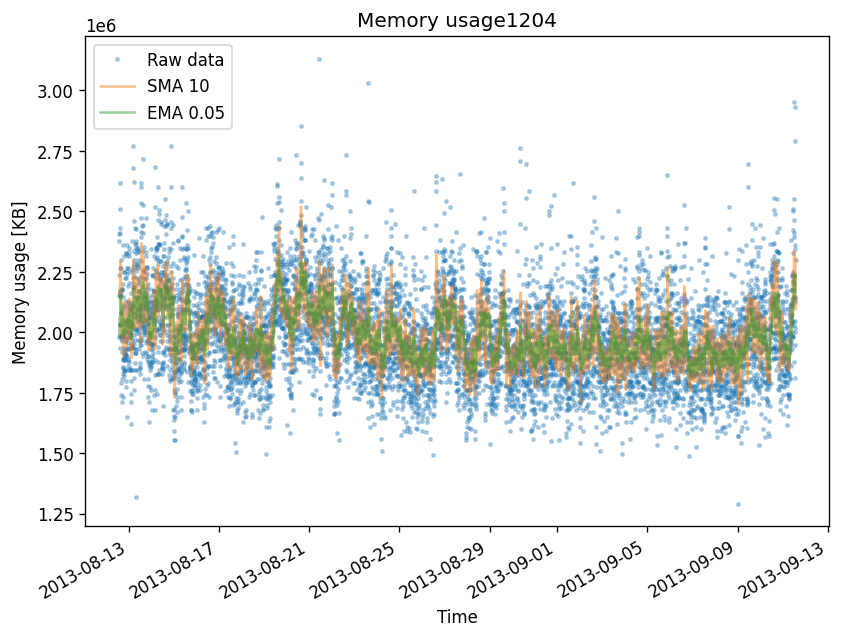 Memory usage1204
1e6
Raw data
SMA 10
EMA 0.05
3.00
2.75
2.50
2.25
2.00
1.75
1.50
1.25
Memory usage [KB]
2013-08-13
2013-08-17
2013-08-21
2013-08-25
2013-08-29
2013-09-01
2013-09-05
2013-09-09
2013-09-13
Time